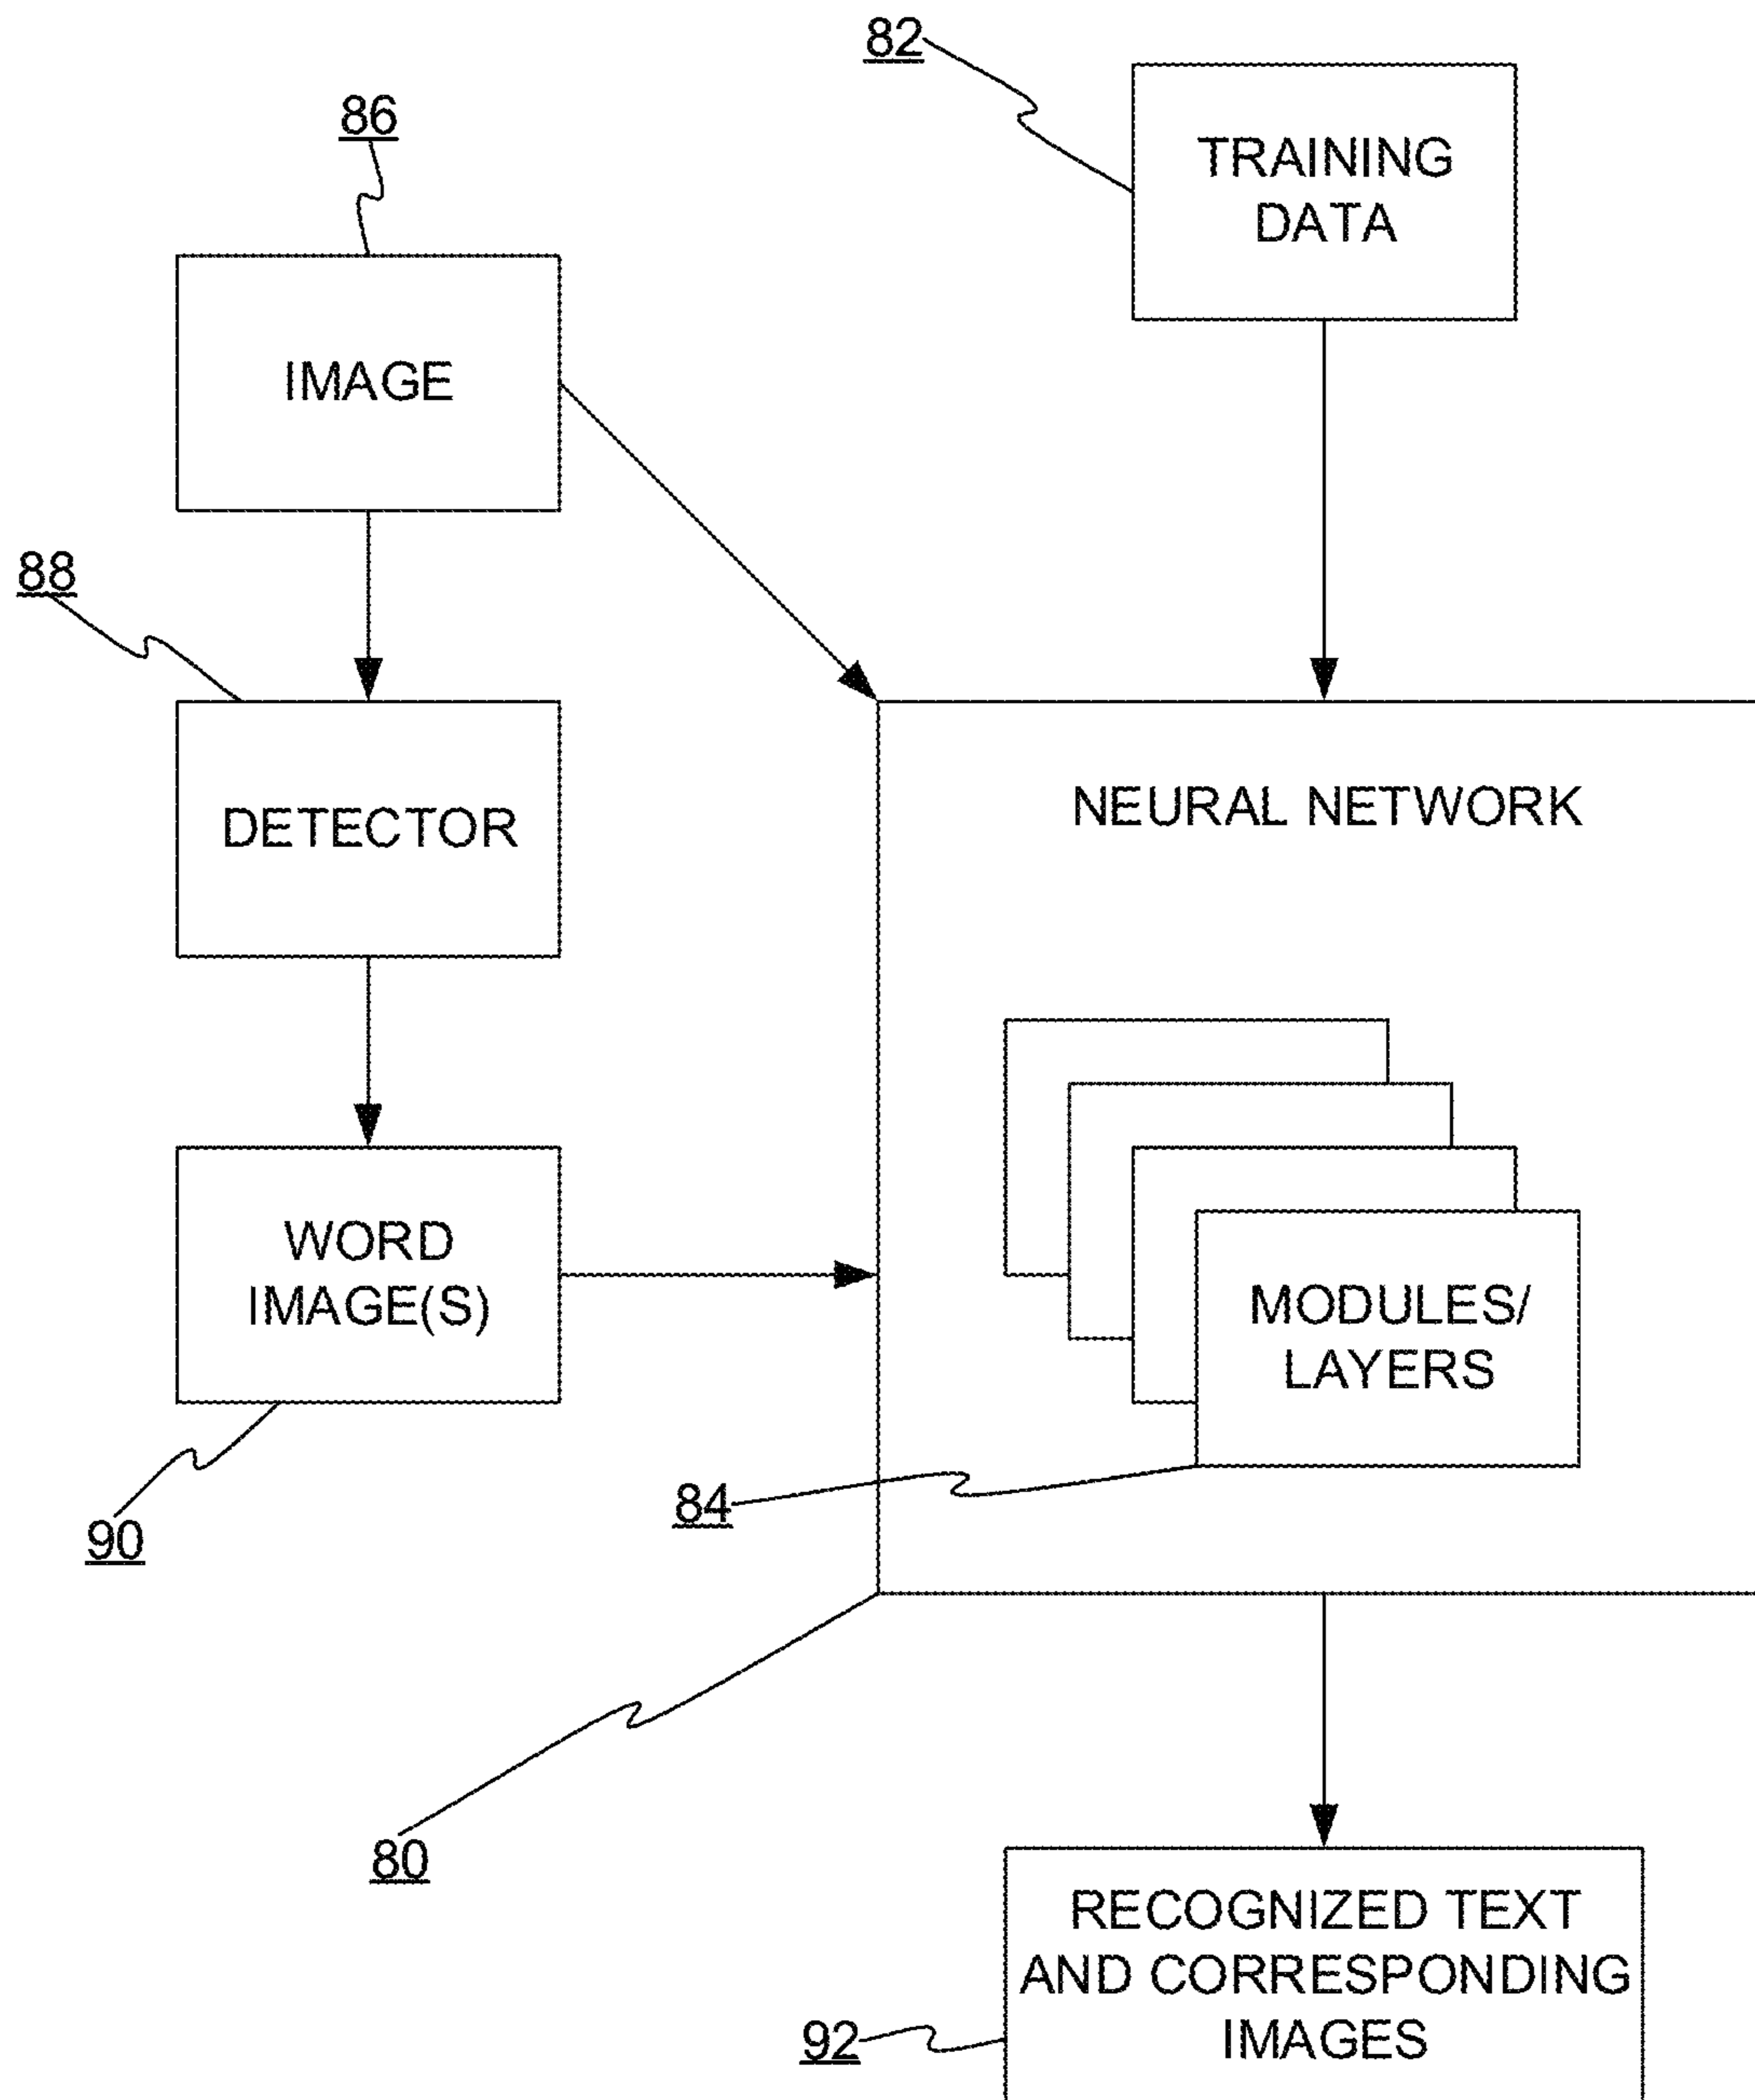 82
TRAINING
DATA
86
IMAGE
88
DETECTOR
NEURAL NETWORK
WORD
IMAGE(S)
MODULES/
LAYERS
84
90
80
RECOGNIZED TEXT
AND CORRESPONDING
IMAGES
92